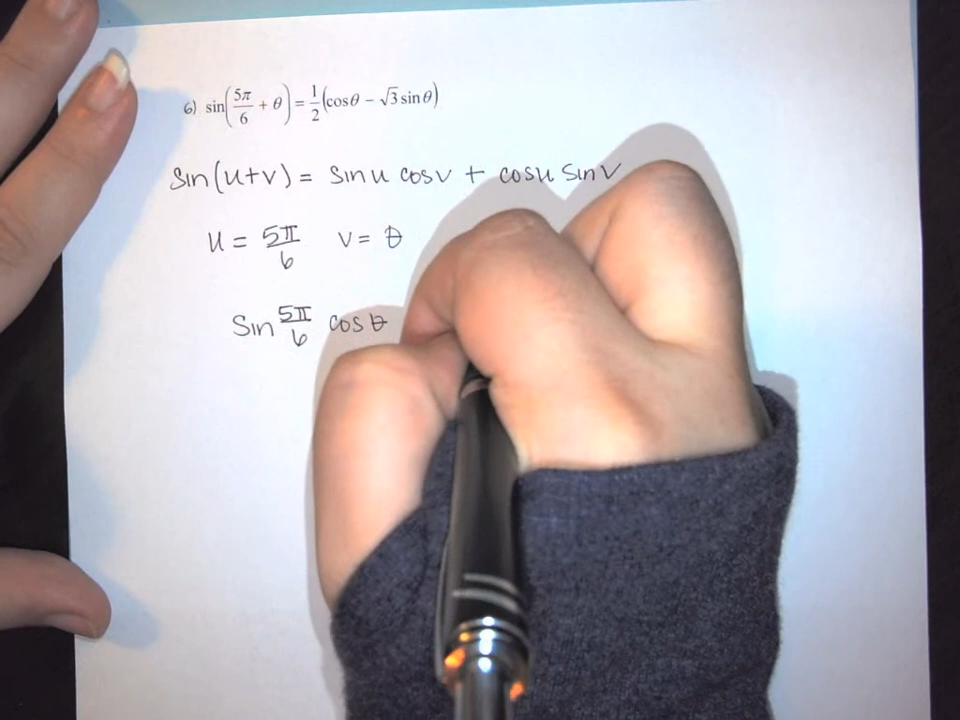 6) sin(5π/6 + θ) = 1/2(cosθ − √3 sinθ)
sin(u+v) = sinu cosv + cosu sinv
u = 5π/6 v = θ
sin 5π/6 cos θ